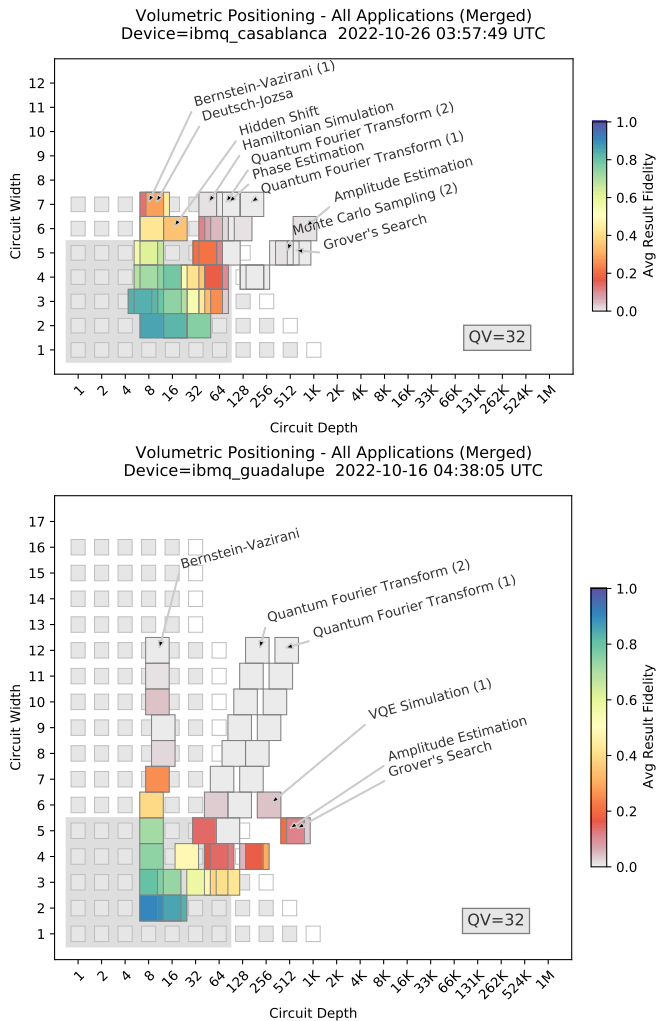 Volumetric Positioning - All Applications (Merged)
Device=ibmq_casablanca  2022-10-26 03:57:49 UTC
12
11
10
9
8
7
6
5
4
3
2
1
Circuit Width
Bernstein-Vazirani (1)
Deutsch-Jozsa
Hidden Shift
Hamiltonian Simulation
Quantum Fourier Transform (2)
Phase Estimation
Quantum Fourier Transform (1)
Amplitude Estimation
Monte Carlo Sampling (2)
Grover's Search
QV=32
1 2 4 8 16 32 64 128 256 512 1K 2K 4K 8K 16K 33K 66K 131K 262K 524K 1M
Circuit Depth
1.0
0.8
0.6
0.4
0.2
0.0
Avg Result Fidelity
Volumetric Positioning - All Applications (Merged)
Device=ibmq_guadalupe  2022-10-16 04:38:05 UTC
17
16
15
14
13
12
11
10
9
8
7
6
5
4
3
2
1
Circuit Width
Bernstein-Vazirani
Quantum Fourier Transform (2)
Quantum Fourier Transform (1)
VQE Simulation (1)
Amplitude Estimation
Grover's Search
QV=32
1 2 4 8 16 32 64 128 256 512 1K 2K 4K 8K 16K 33K 66K 131K 262K 524K 1M
Circuit Depth
1.0
0.8
0.6
0.4
0.2
0.0
Avg Result Fidelity